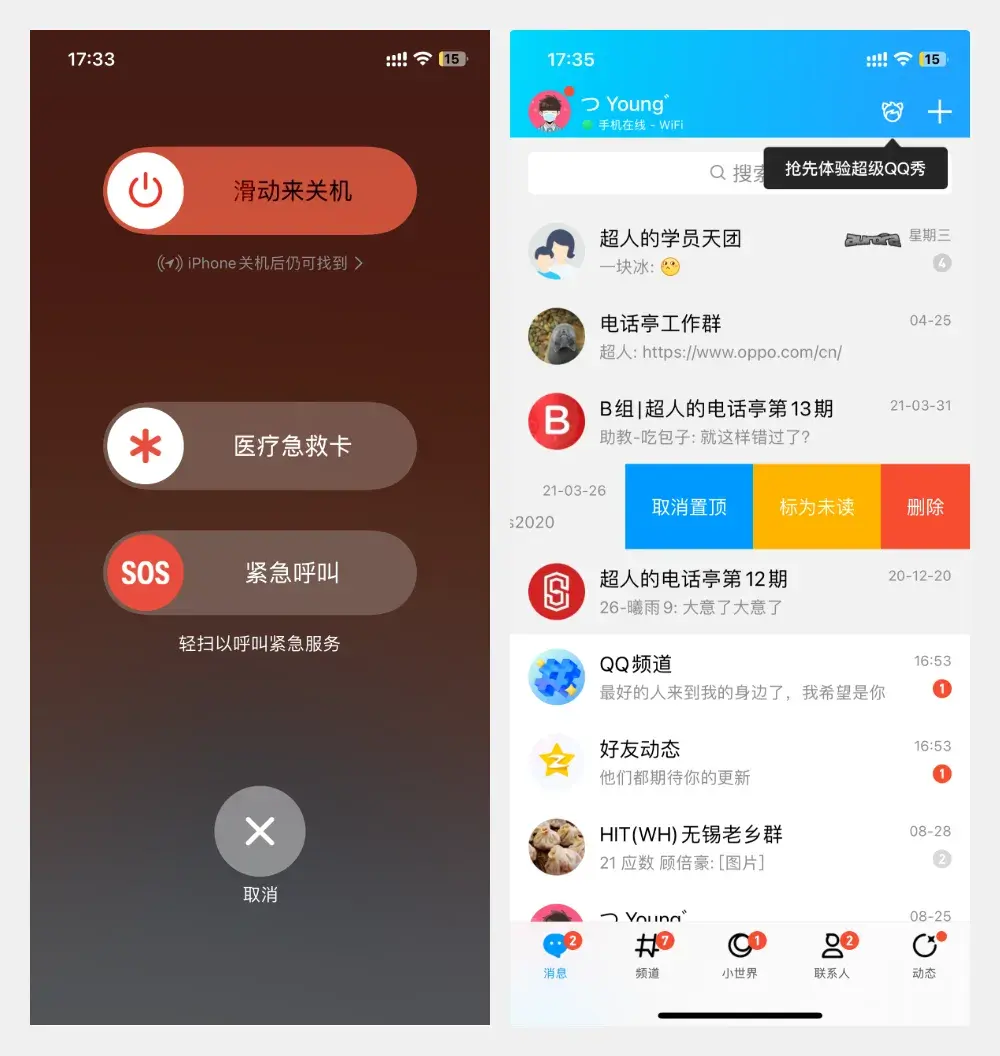 17:33
15
滑动来关机
iPhone关机后仍可找到
医疗急救卡
SOS
紧急呼叫
轻扫以呼叫紧急服务
取消
17:35
15
つ Young゛
手机在线 - WiFi
搜索
抢先体验超级QQ秀
超人的学员天团
星期三
一块冰:
4
电话亭工作群
04-25
超人: https://www.oppo.com/cn/
B
B组|超人的电话亭第13期
21-03-31
助教-吃包子: 就这样错过了?
21-03-26
s2020
取消置顶
标为未读
删除
超人的电话亭第12期
20-12-20
26-曦雨9: 大意了大意了
QQ频道
16:53
最好的人来到我的身边了，我希望是你
1
好友动态
16:53
他们都期待你的更新
1
HIT(WH)无锡老乡群
08-28
21 应数 顾倍豪: [图片]
2
つ Young゛
08-25
2
7
1
2
消息
频道
小世界
联系人
动态